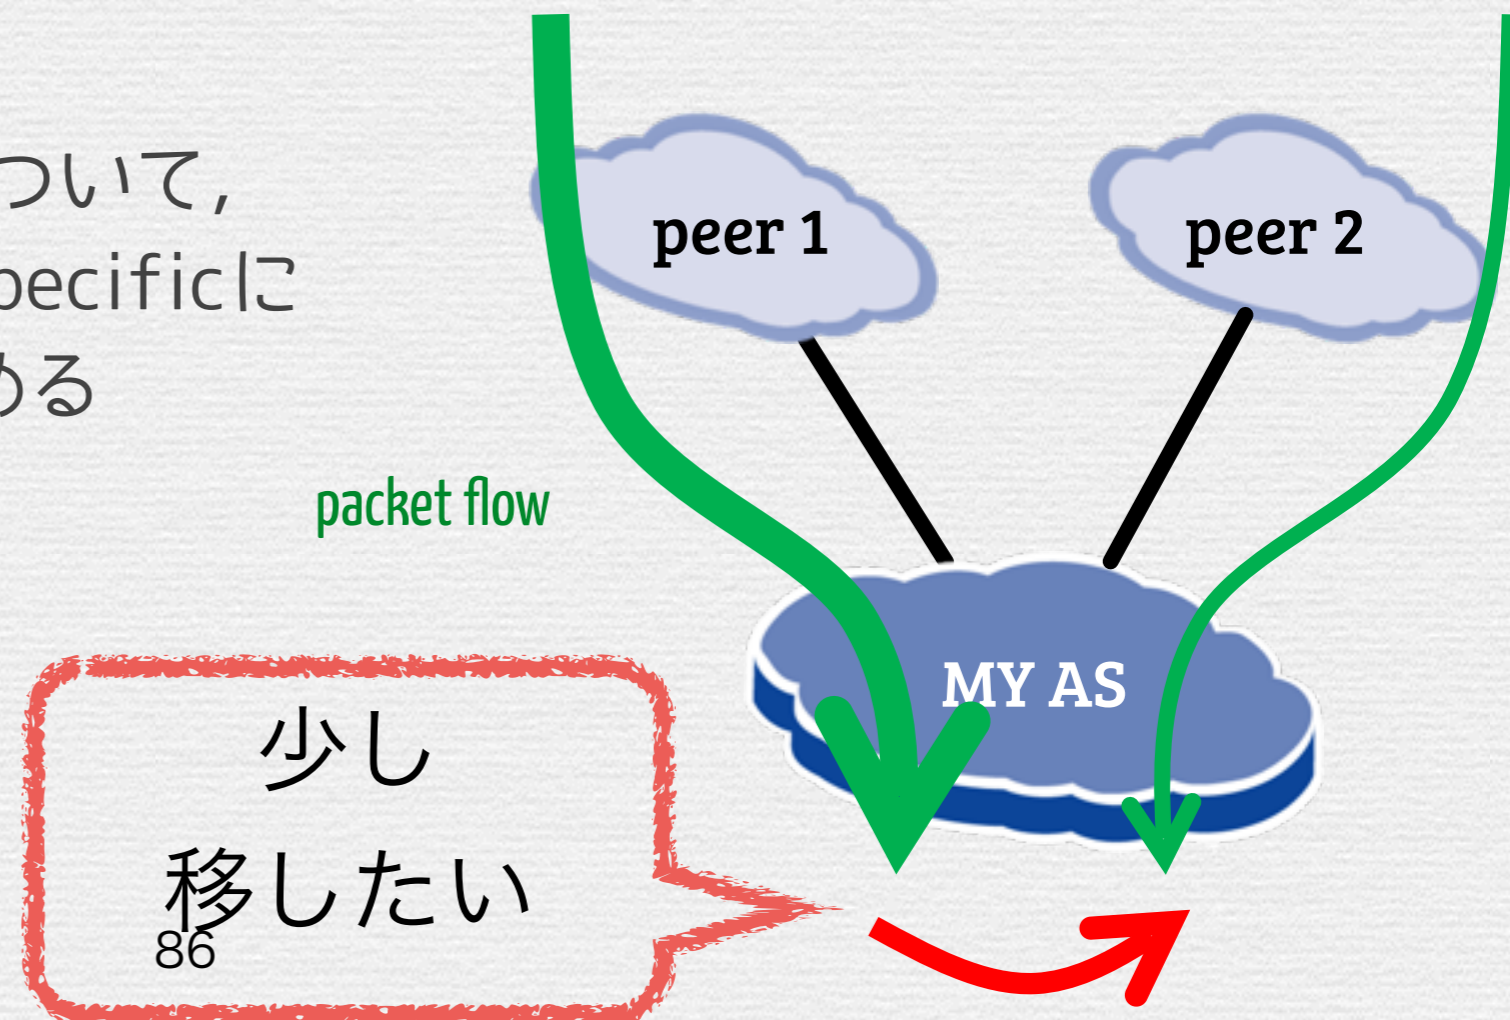 ついて,
pecificに
める
peer 1
peer 2
packet flow
MY AS
少し
移したい
86